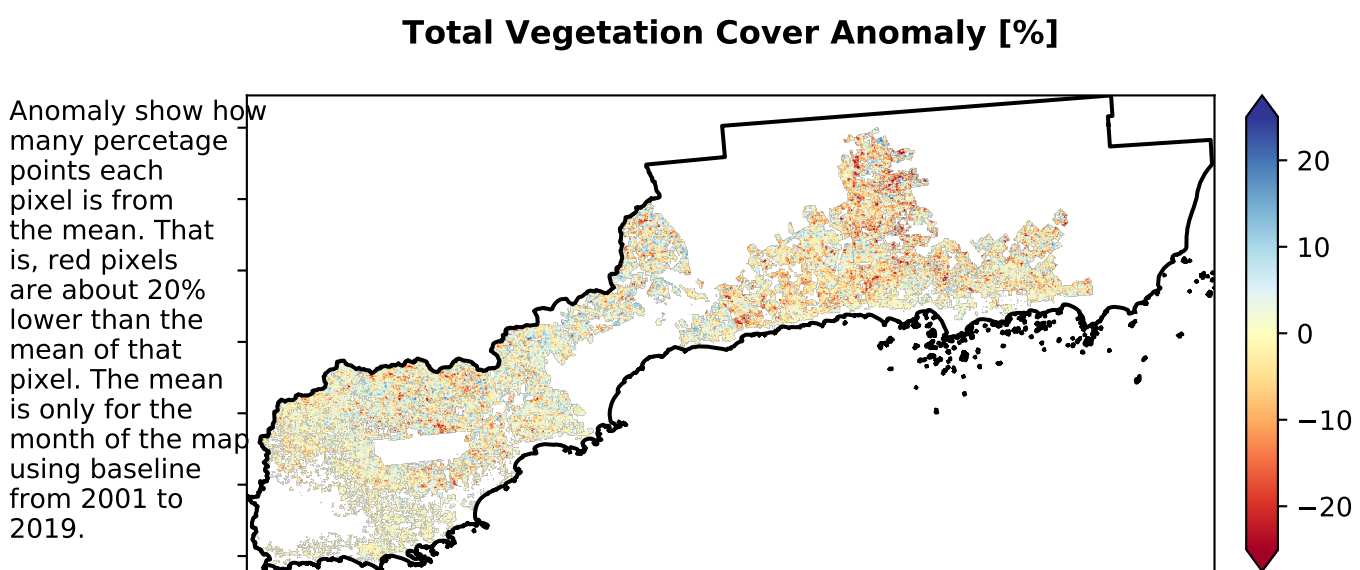 Total Vegetation Cover Anomaly [%]
Anomaly show how
many percetage
points each
pixel is from
the mean. That
is, red pixels
are about 20%
lower than the
mean of that
pixel. The mean
is only for the
month of the map
using baseline
from 2001 to
2019.
20
10
0
−10
−20